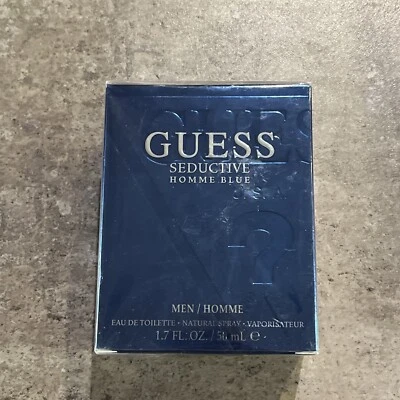 GUESS
SEDUCTIVE
HOMME BLUE
MEN / HOMME
EAU DE TOILETTE • NATURAL SPRAY • VAPORISATEUR
1.7 FL. OZ. / 50 mL e